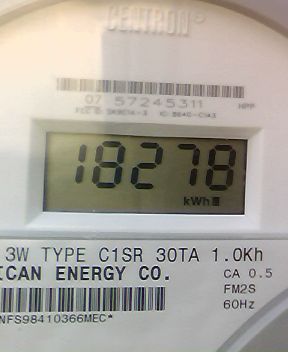 CENTRON®
07 57245311
HPP
18278
kWh
3W TYPE C1SR 30TA 1.0Kh
ICAN ENERGY CO.
CA 0.5
FM2S
60Hz
NFS98410366MEC*